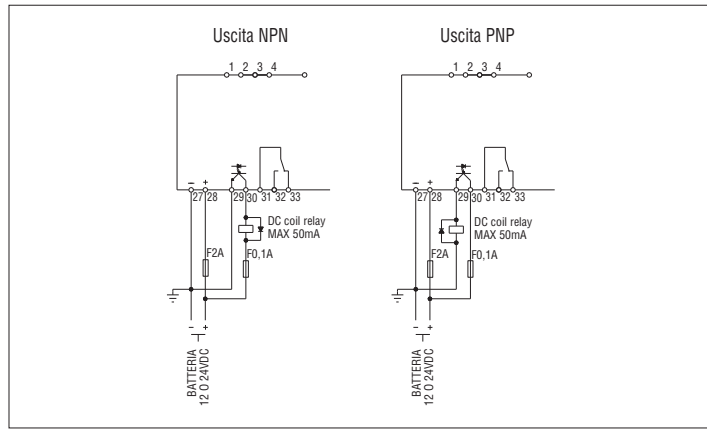 Uscita NPN
1 2 3 4
- +
27 28 29 30 31 32 33
DC coil relay
MAX 50mA
F2A F0,1A
- +
BATTERIA
12 O 24VDC
Uscita PNP
1 2 3 4
- +
27 28 29 30 31 32 33
DC coil relay
MAX 50mA
F2A F0,1A
- +
BATTERIA
12 O 24VDC